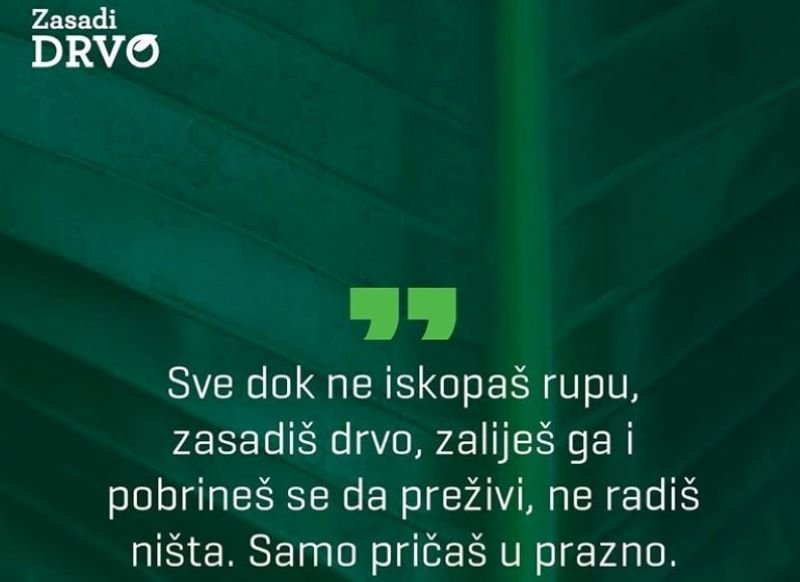 Zasadi
DRVO
"
Sve dok ne iskopaš rupu,
zasadiš drvo, zaliješ ga i
pobrineš se da preživi, ne radiš
ništa. Samo pričaš u prazno.